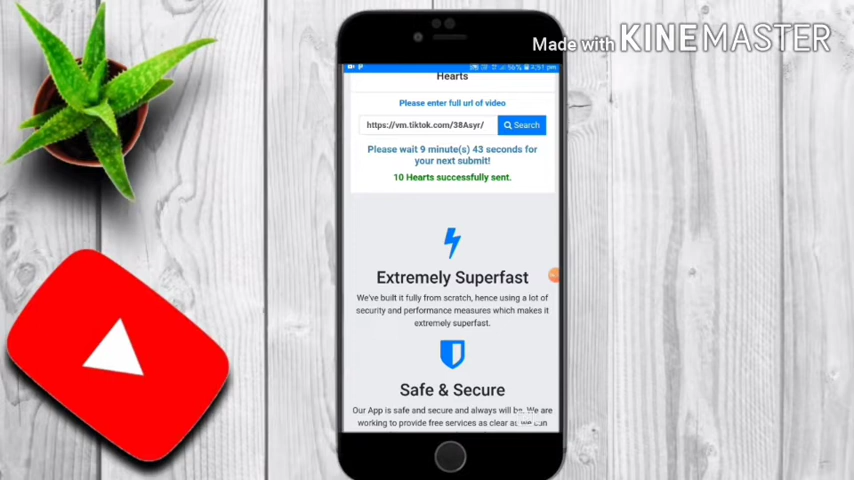 Made with KINEMASTER
Hearts
Please enter full url of video
https://vm.tiktok.com/38Asyr/
Search
Please wait 9 minute(s) 43 seconds for
your next submit!
10 Hearts successfully sent.
Extremely Superfast
We've built it fully from scratch, hence using a lot of
security and performance measures which makes it
extremely superfast.
Safe & Secure
Our App is safe and secure and always will be. We are
working to provide free services as clear as we can